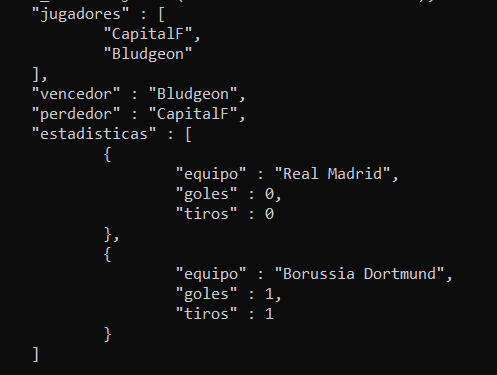 "jugadores" : [
"CapitalF",
"Bludgeon"
],
"vencedor" : "Bludgeon",
"perdedor" : "CapitalF",
"estadisticas" : [
{
"equipo" : "Real Madrid",
"goles" : 0,
"tiros" : 0
},
{
"equipo" : "Borussia Dortmund",
"goles" : 1,
"tiros" : 1
}
]